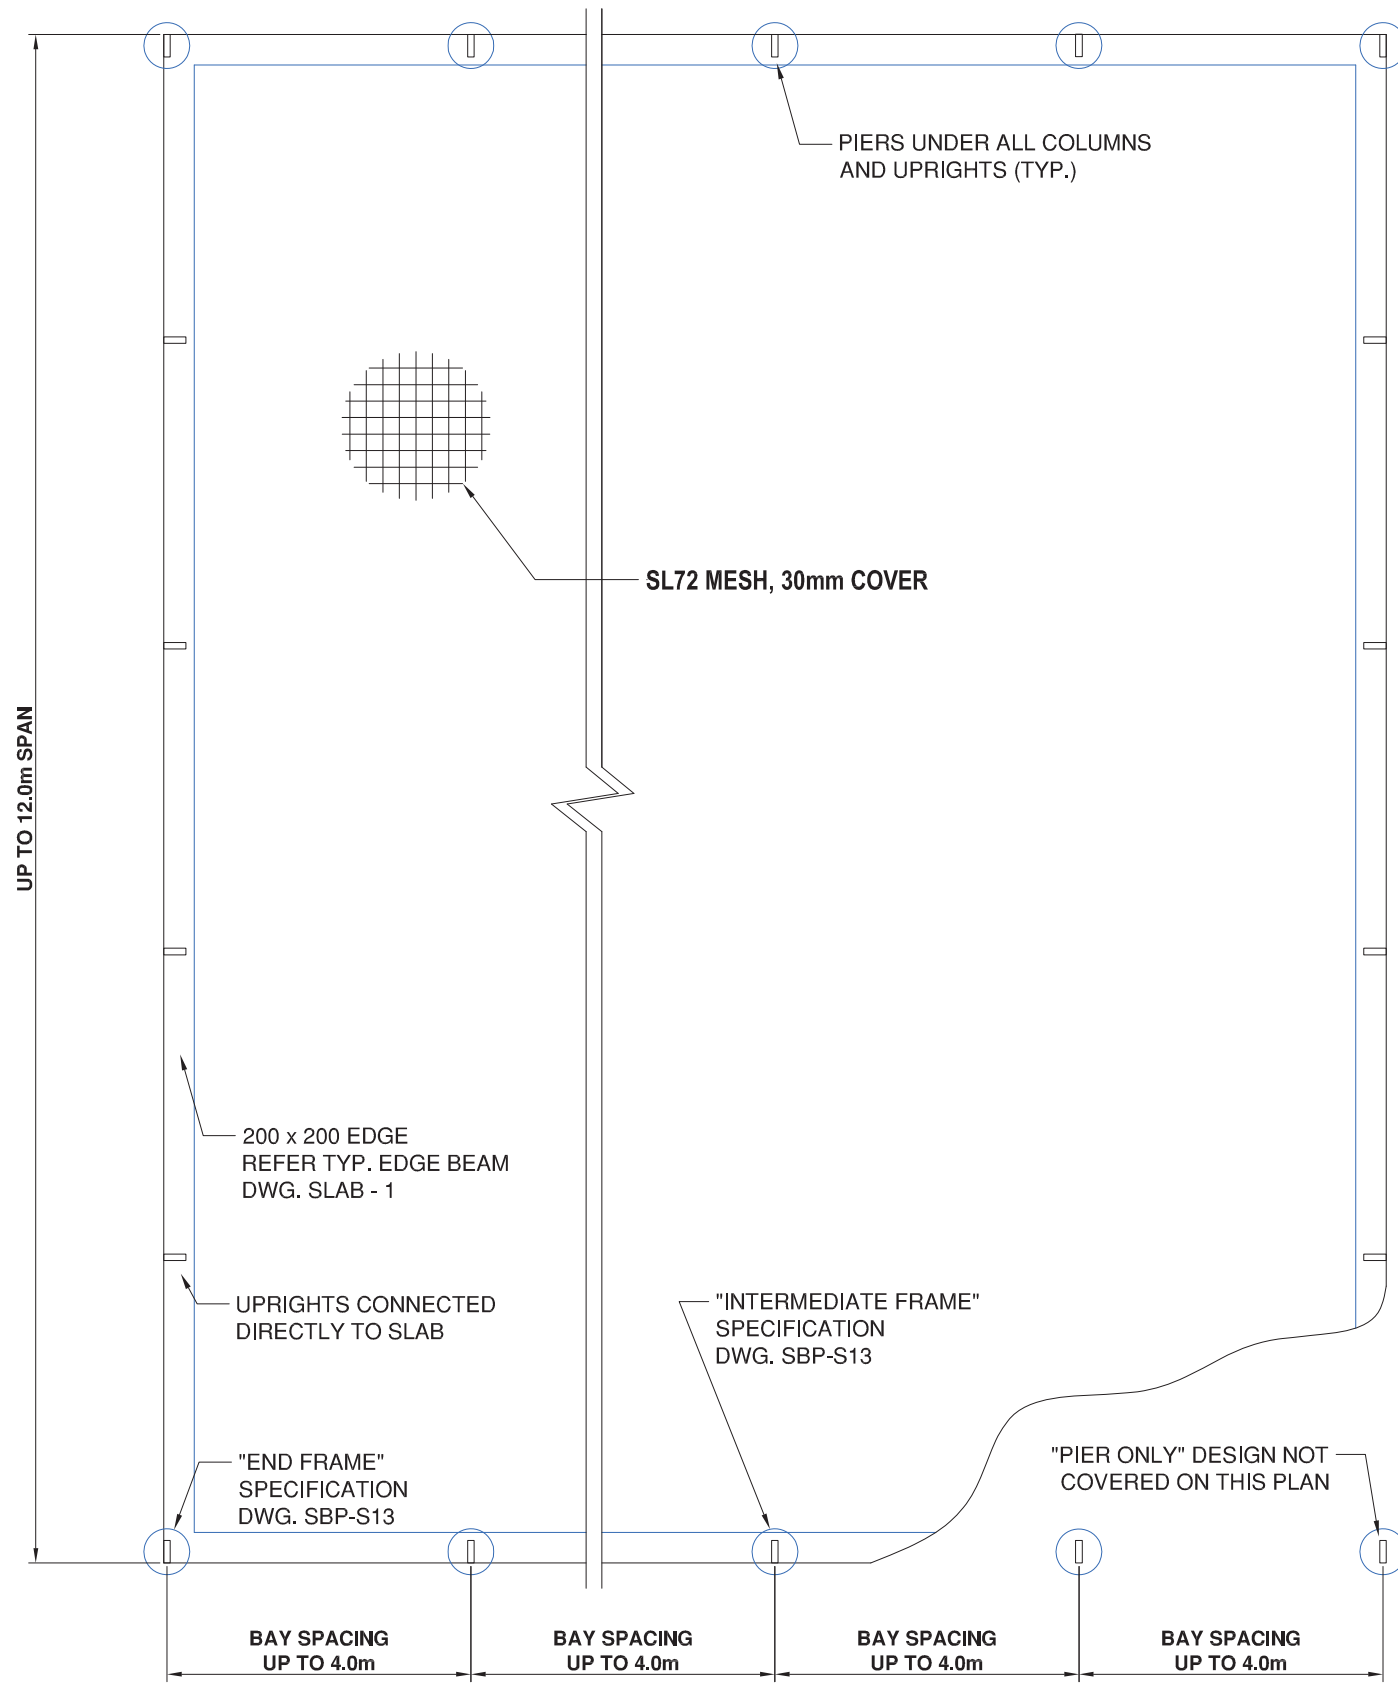 PIERS UNDER ALL COLUMNS
AND UPRIGHTS (TYP.)
SL72 MESH, 30mm COVER
UP TO 12.0m SPAN
200 x 200 EDGE
REFER TYP. EDGE BEAM
DWG. SLAB - 1
UPRIGHTS CONNECTED
DIRECTLY TO SLAB
"INTERMEDIATE FRAME"
SPECIFICATION
DWG. SBP-S13
"END FRAME"
SPECIFICATION
DWG. SBP-S13
"PIER ONLY" DESIGN NOT
COVERED ON THIS PLAN
BAY SPACING
UP TO 4.0m
BAY SPACING
UP TO 4.0m
BAY SPACING
UP TO 4.0m
BAY SPACING
UP TO 4.0m